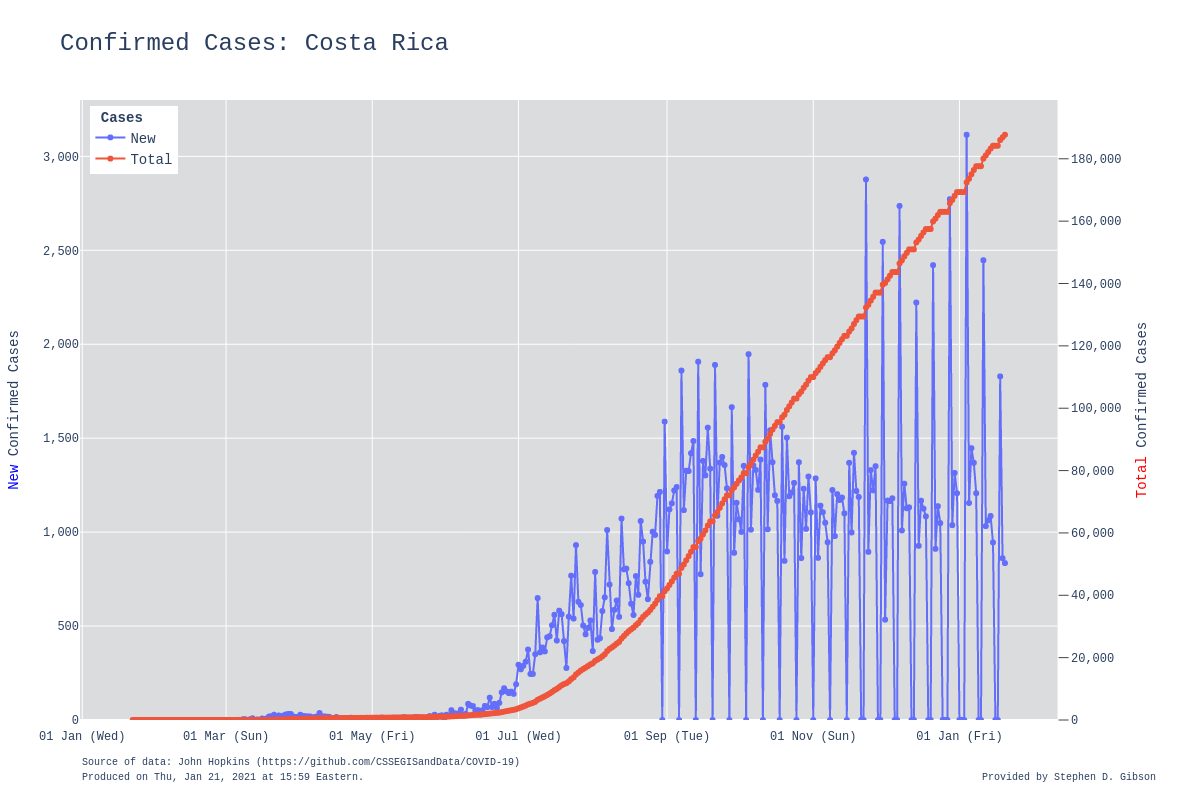 Confirmed Cases: Costa Rica
Cases
New
Total
3,000
2,500
2,000
1,500
1,000
500
0
New Confirmed Cases
180,000
160,000
140,000
120,000
100,000
80,000
60,000
40,000
20,000
0
Total Confirmed Cases
01 Jan (Wed)
01 Mar (Sun)
01 May (Fri)
01 Jul (Wed)
01 Sep (Tue)
01 Nov (Sun)
01 Jan (Fri)
Source of data: John Hopkins (https://github.com/CSSEGISandData/COVID-19)
Produced on Thu, Jan 21, 2021 at 15:59 Eastern.
Provided by Stephen D. Gibson